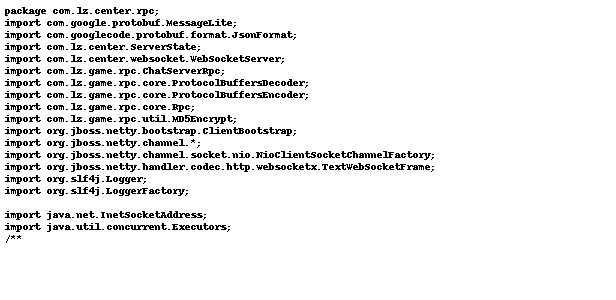 package com.lz.center.rpc;
import com.google.protobuf.MessageLite;
import com.googlecode.protobuf.format.JsonFormat;
import com.lz.center.ServerState;
import com.lz.center.websocket.WebSocketServer;
import com.lz.game.rpc.ChatServerRpc;
import com.lz.game.rpc.core.ProtocolBuffersDecoder;
import com.lz.game.rpc.core.ProtocolBuffersEncoder;
import com.lz.game.rpc.core.Rpc;
import com.lz.game.rpc.util.MD5Encrypt;
import org.jboss.netty.bootstrap.ClientBootstrap;
import org.jboss.netty.channel.*;
import org.jboss.netty.channel.socket.nio.NioClientSocketChannelFactory;
import org.jboss.netty.handler.codec.http.websocketx.TextWebSocketFrame;
import org.slf4j.Logger;
import org.slf4j.LoggerFactory;
import java.net.InetSocketAddress;
import java.util.concurrent.Executors;
/**